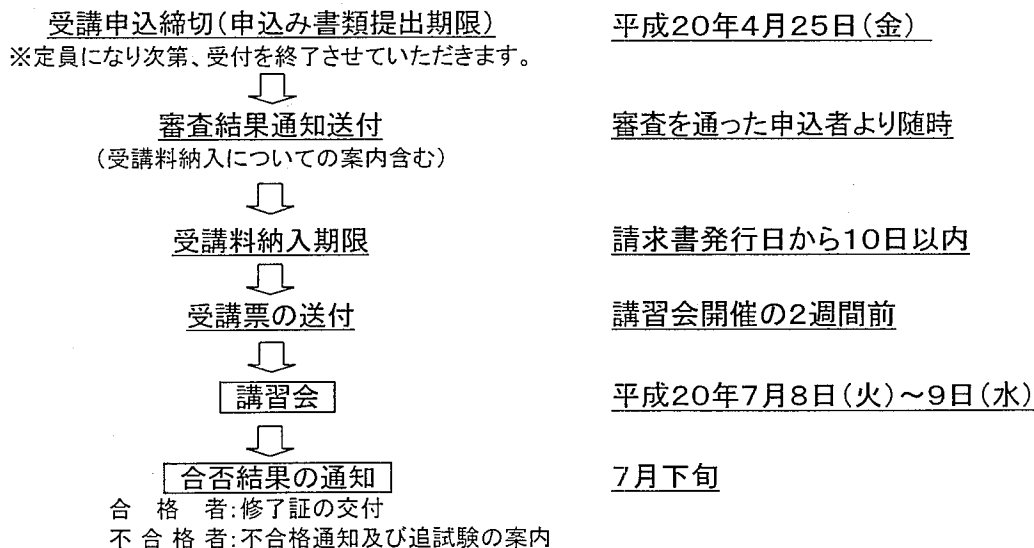 受講申込締切(申込み書類提出期限) 平成20年4月25日(金)
※定員になり次第、受付を終了させていただきます。
審査結果通知送付 審査を通った申込者より随時
(受講料納入についての案内含む)
受講料納入期限 請求書発行日から10日以内
受講票の送付 講習会開催の2週間前
講習会 平成20年7月8日(火)~9日(水)
合否結果の通知 7月下旬
合格者:修了証の交付
不合格者:不合格通知及び追試験の案内